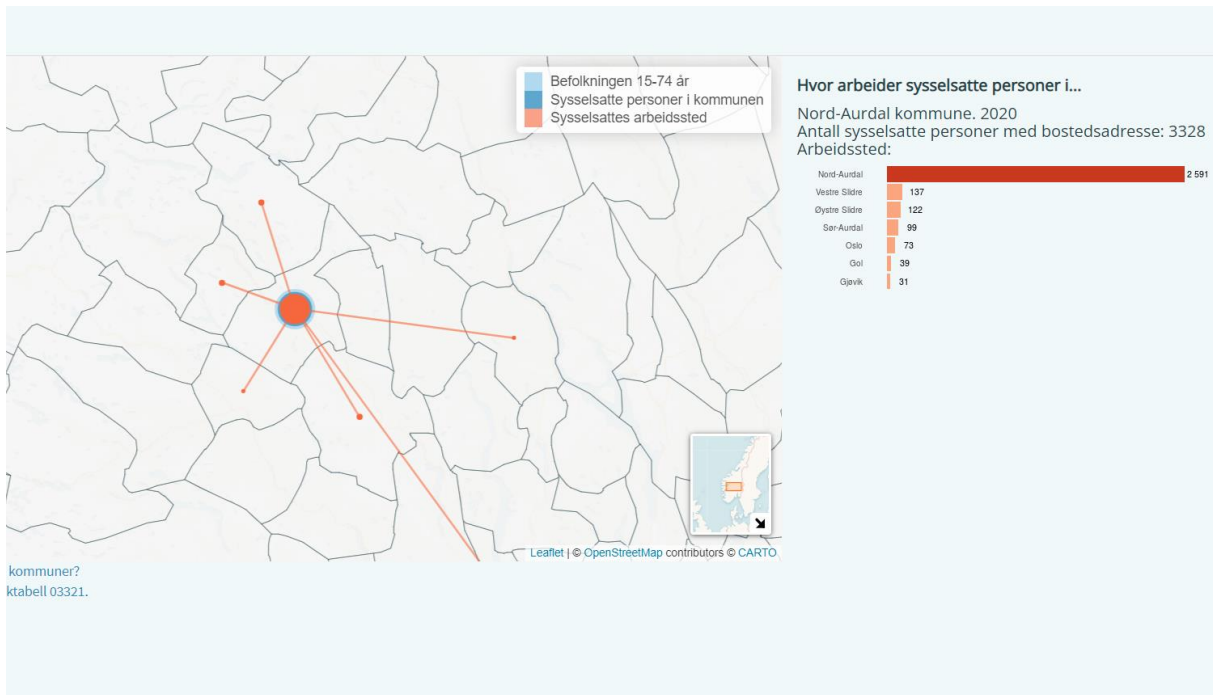 Befolkningen 15-74 år
Sysselsatte personer i kommunen
Sysselsattes arbeidssted
Leaflet | © OpenStreetMap contributors © CARTO
kommuner?
ktabell 03321.
Hvor arbeider sysselsatte personer i...
Nord-Aurdal kommune. 2020
Antall sysselsatte personer med bostedsadresse: 3328
Arbeidssted:
Nord-Aurdal 2 591
Vestre Slidre 137
Øystre Slidre 122
Sør-Aurdal 99
Oslo 73
Gol 39
Gjøvik 31